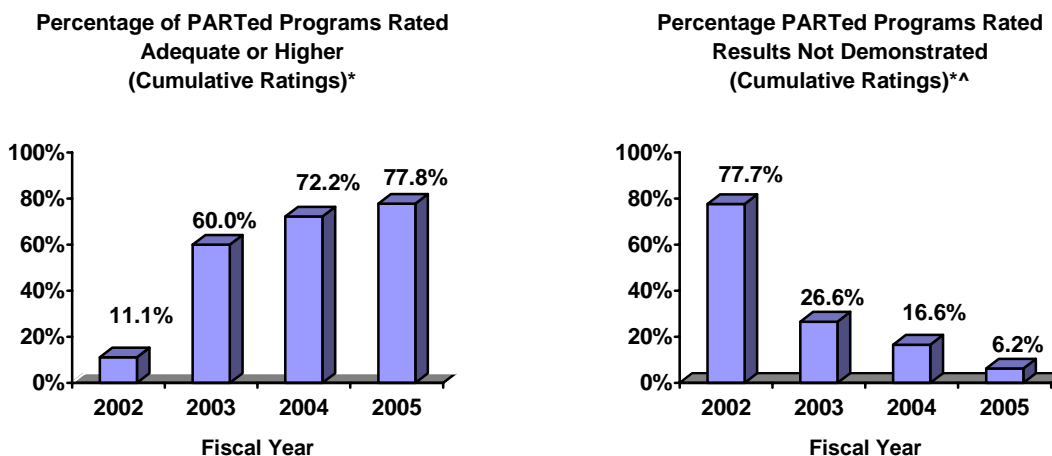 Percentage of PARTed Programs Rated
Adequate or Higher
(Cumulative Ratings)*
100%
80%
60%
40%
20%
0%
11.1%
60.0%
72.2%
77.8%
2002 2003 2004 2005
Fiscal Year
Percentage PARTed Programs Rated
Results Not Demonstrated
(Cumulative Ratings)*^
100%
80%
60%
40%
20%
0%
77.7%
26.6%
16.6%
6.2%
2002 2003 2004 2005
Fiscal Year